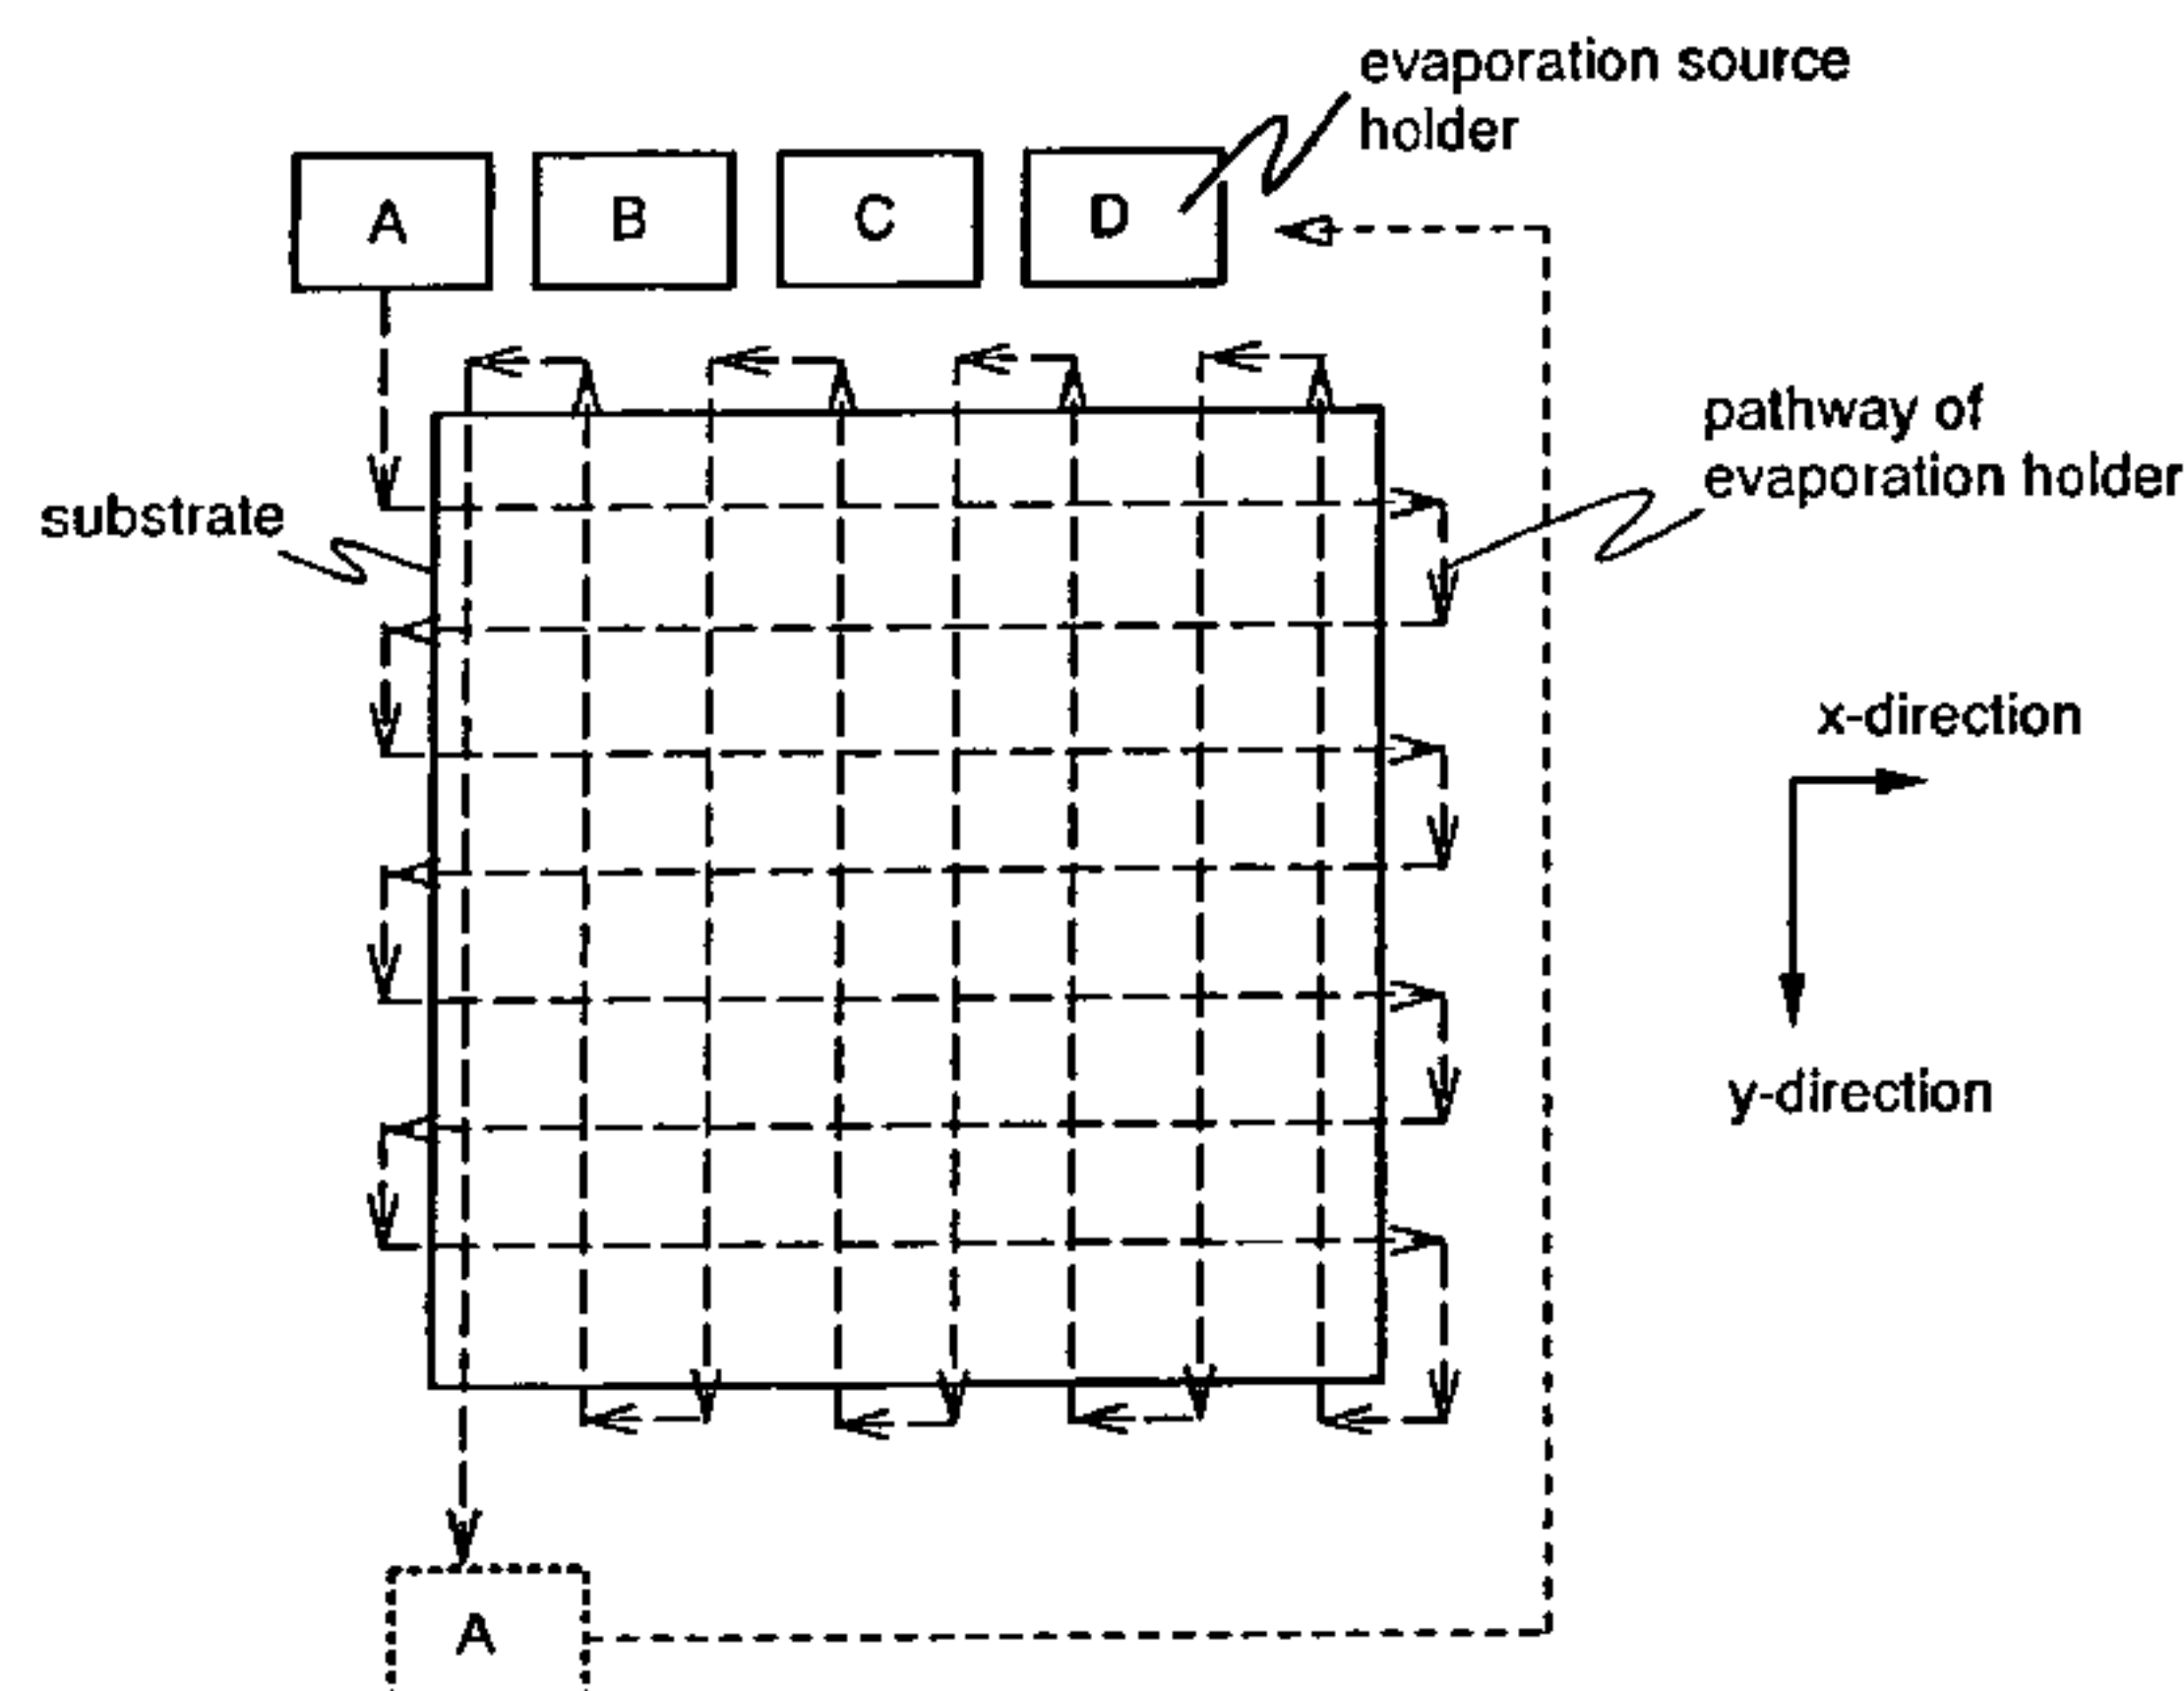 evaporation source
holder
A
B
C
D
pathway of
evaporation holder
substrate
x-direction
y-direction
A